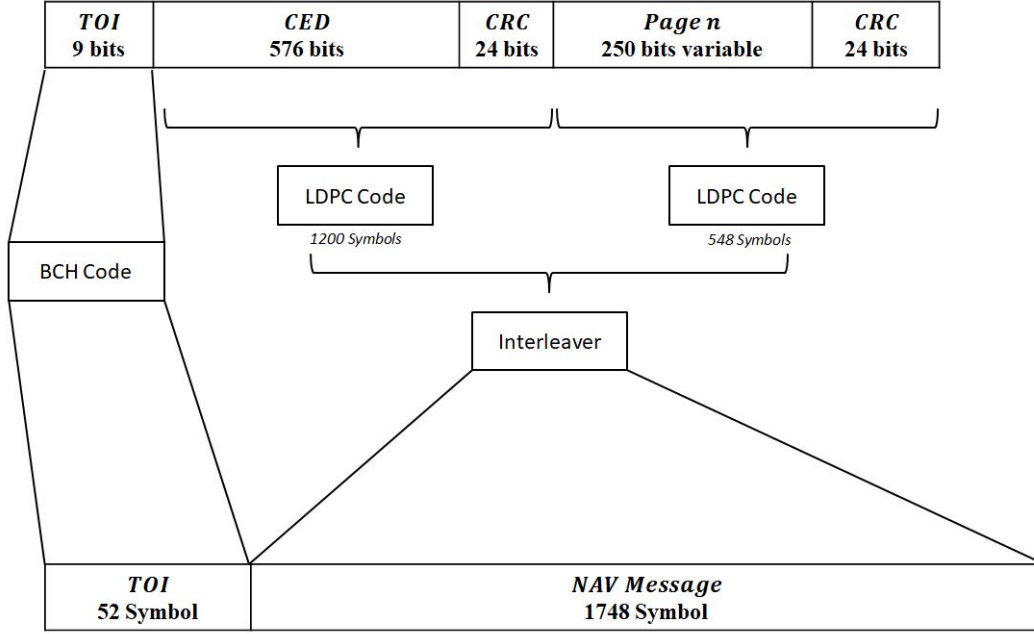 TOI
9 bits
CED
576 bits
CRC
24 bits
Page n
250 bits variable
CRC
24 bits
LDPC Code
1200 Symbols
LDPC Code
548 Symbols
BCH Code
Interleaver
TOI
52 Symbol
NAV Message
1748 Symbol